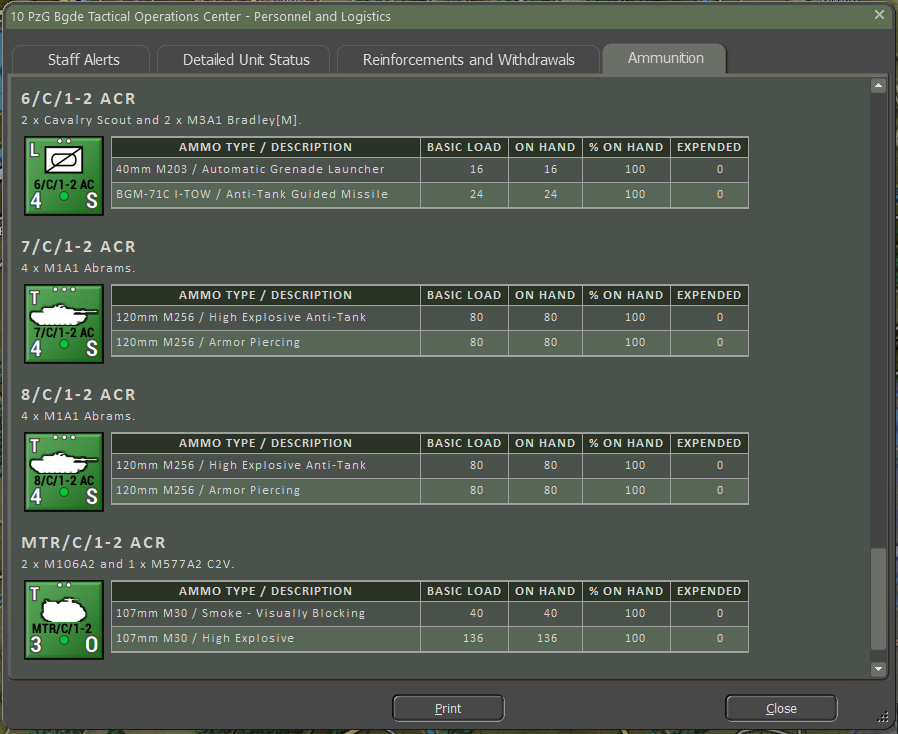 10 PzG Bgde Tactical Operations Center - Personnel and Logistics
Staff Alerts Detailed Unit Status Reinforcements and Withdrawals Ammunition
6/C/1-2 ACR
2 x Cavalry Scout and 2 x M3A1 Bradley[M].
L
6/C/1-2 AC
4 S
AMMO TYPE / DESCRIPTION BASIC LOAD ON HAND % ON HAND EXPENDED
40mm M203 / Automatic Grenade Launcher 16 16 100 0
BGM-71C I-TOW / Anti-Tank Guided Missile 24 24 100 0
7/C/1-2 ACR
4 x M1A1 Abrams.
T
7/C/1-2 AC
4 S
AMMO TYPE / DESCRIPTION BASIC LOAD ON HAND % ON HAND EXPENDED
120mm M256 / High Explosive Anti-Tank 80 80 100 0
120mm M256 / Armor Piercing 80 80 100 0
8/C/1-2 ACR
4 x M1A1 Abrams.
T
8/C/1-2 AC
4 S
AMMO TYPE / DESCRIPTION BASIC LOAD ON HAND % ON HAND EXPENDED
120mm M256 / High Explosive Anti-Tank 80 80 100 0
120mm M256 / Armor Piercing 80 80 100 0
MTR/C/1-2 ACR
2 x M106A2 and 1 x M577A2 C2V.
T
MTR/C/1-2
3 O
AMMO TYPE / DESCRIPTION BASIC LOAD ON HAND % ON HAND EXPENDED
107mm M30 / Smoke - Visually Blocking 40 40 100 0
107mm M30 / High Explosive 136 136 100 0
Print Close